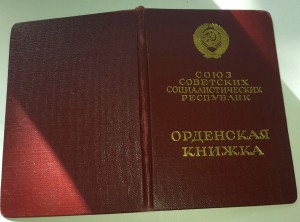 СОЮЗ
СОВЕТСКИХ
СОЦИАЛИСТИЧЕСКИХ
РЕСПУБЛИК
ОРДЕНСКАЯ
КНИЖКА